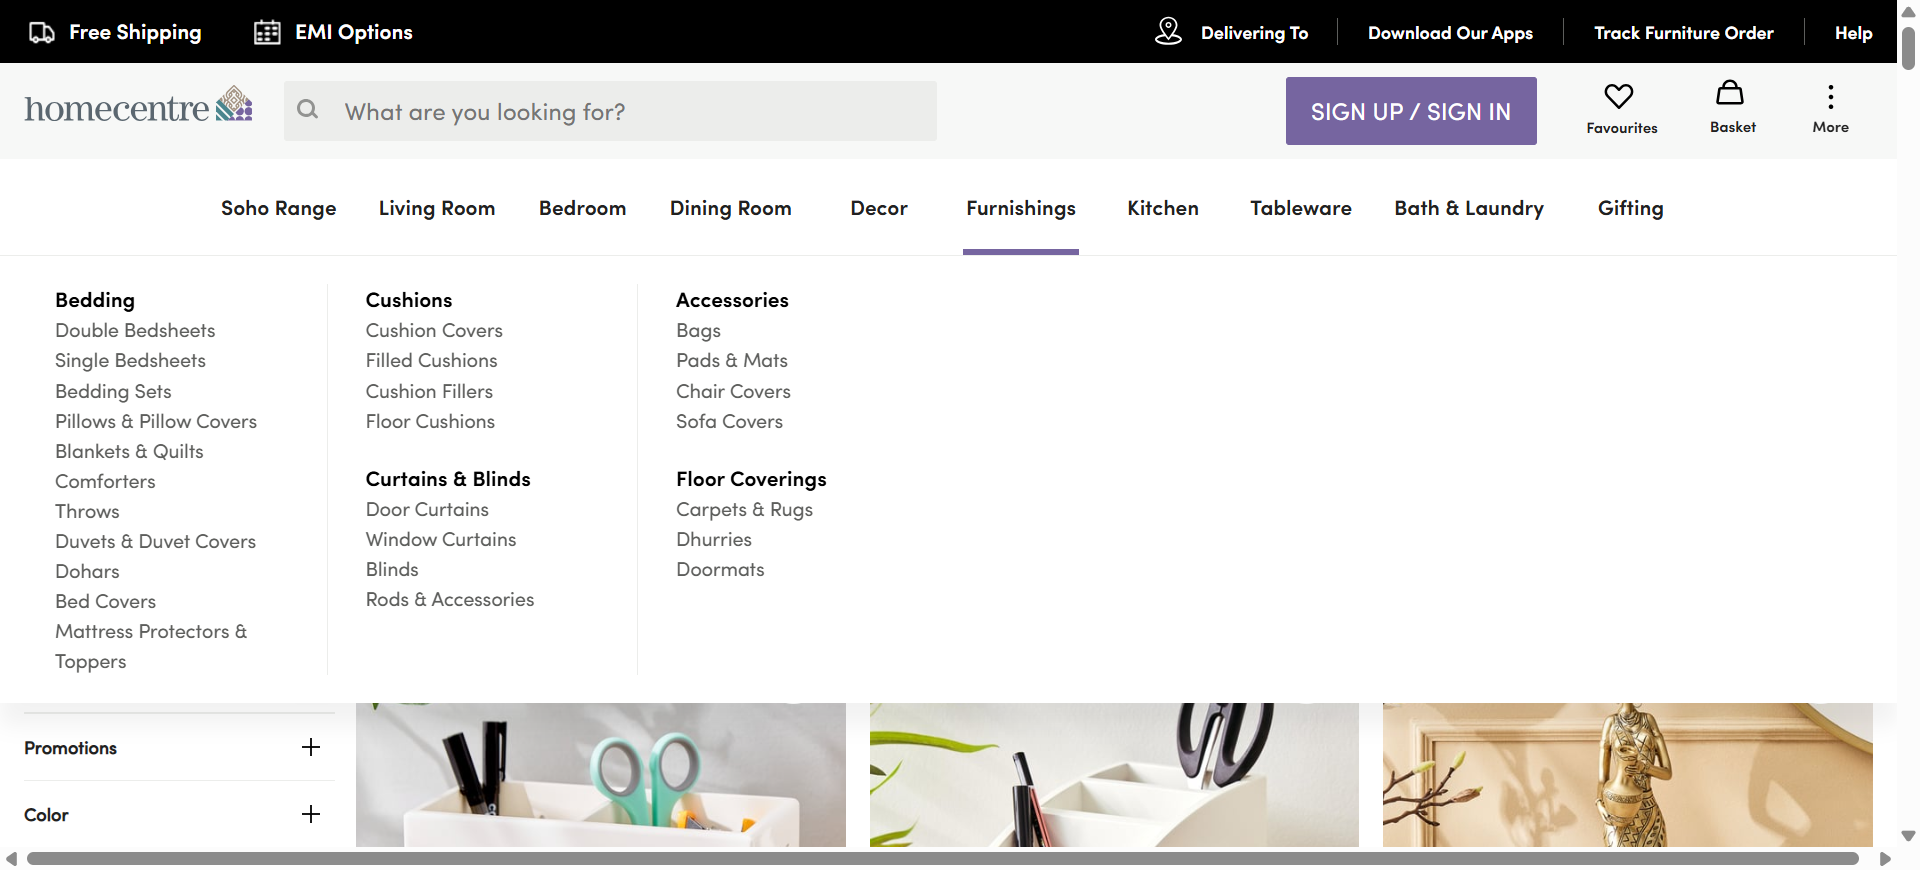 Free Shipping
EMI Options
Delivering To
Download Our Apps
Track Furniture Order
Help
homecentre
What are you looking for?
SIGN UP / SIGN IN
Favourites
Basket
More
Soho Range
Living Room
Bedroom
Dining Room
Decor
Furnishings
Kitchen
Tableware
Bath & Laundry
Gifting
Bedding
Double Bedsheets
Single Bedsheets
Bedding Sets
Pillows & Pillow Covers
Blankets & Quilts
Comforters
Throws
Duvets & Duvet Covers
Dohars
Bed Covers
Mattress Protectors &
Toppers
Cushions
Cushion Covers
Filled Cushions
Cushion Fillers
Floor Cushions
Curtains & Blinds
Door Curtains
Window Curtains
Blinds
Rods & Accessories
Accessories
Bags
Pads & Mats
Chair Covers
Sofa Covers
Floor Coverings
Carpets & Rugs
Dhurries
Doormats
Promotions
Color